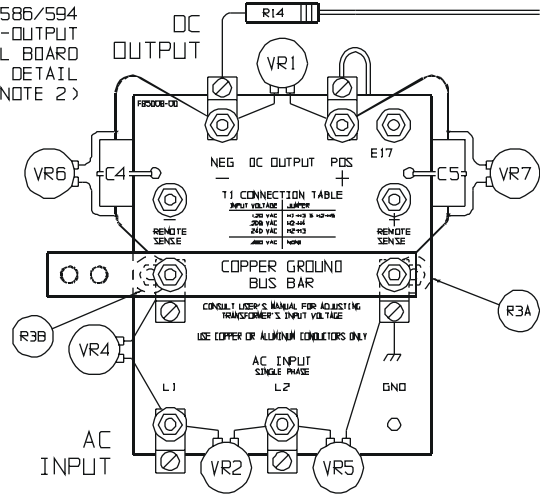 586/594
-OUTPUT
L BOARD
DETAIL
NOTE 2)
DC
OUTPUT
R14
VR1
F85008-00
NEG DC OUTPUT POS
E17
VR6
C4
C5
VR7
T1 CONNECTION TABLE
INPUT VOLTAGE JUMPER
120 VAC
208 VAC H2-H4
240 VAC H2-H3
480 VAC NONE
REMOTE
SENSE
REMOTE
SENSE
COPPER GROUND
BUS BAR
CONSULT USER'S MANUAL FOR ADJUSTING
TRANSFORMER'S INPUT VOLTAGE
USE COPPER OR ALUMINUM CONDUCTORS ONLY
R3B
R3A
VR4
AC INPUT
SINGLE PHASE
L1
L2
GND
AC
INPUT
VR2
VR5